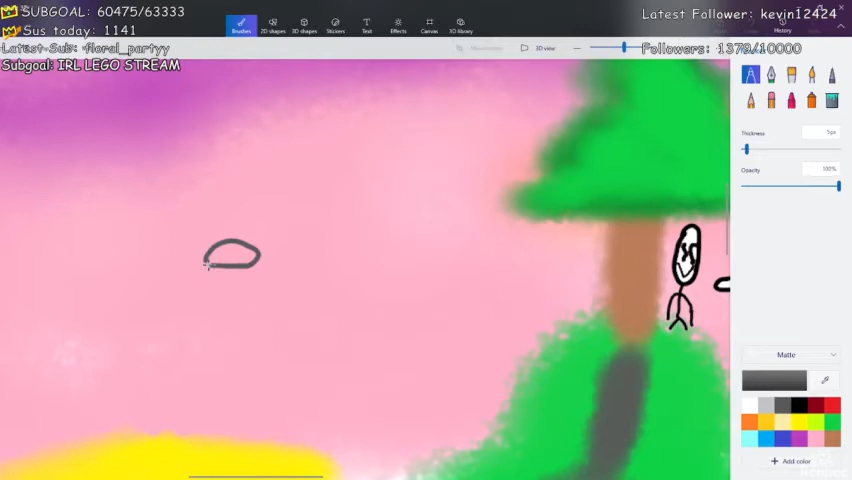 SUBGOAL: 60475/63333
Sus today: 1141
Latest Sub: floral_partyy
Subgoal: IRL LEGO STREAM
Brushes
2D shapes
3D shapes
Stickers
Text
Effects
Canvas
3D library
Latest Follower: kevin12424
History
3D view
Followers: 1379/10000
Thickness
5px
Opacity
100%
Matte
Add color